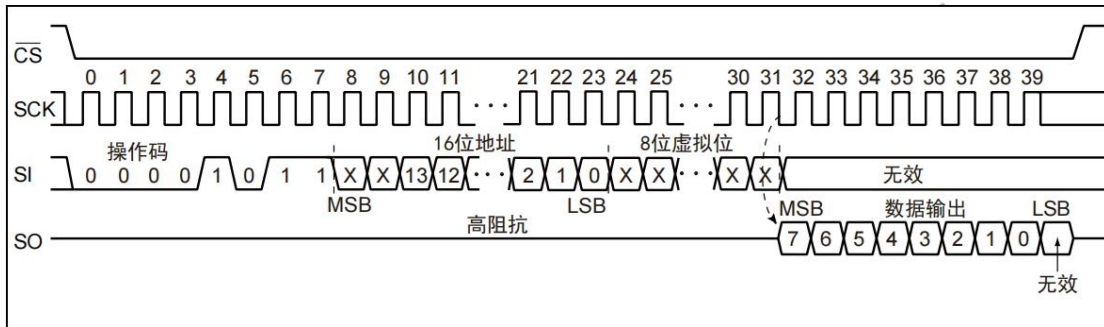 CS
0 1 2 3 4 5 6 7 8 9 10 11 21 22 23 24 25 30 31 32 33 34 35 36 37 38 39
SCK ··· ···
操作码 16位地址 8位虚拟位
SI 0 0 0 0 1 0 1 1 X X 13 12 ··· 2 1 0 X X ··· X X 无效
MSB LSB
高阻抗 MSB 数据输出 LSB
SO 7 6 5 4 3 2 1 0
无效